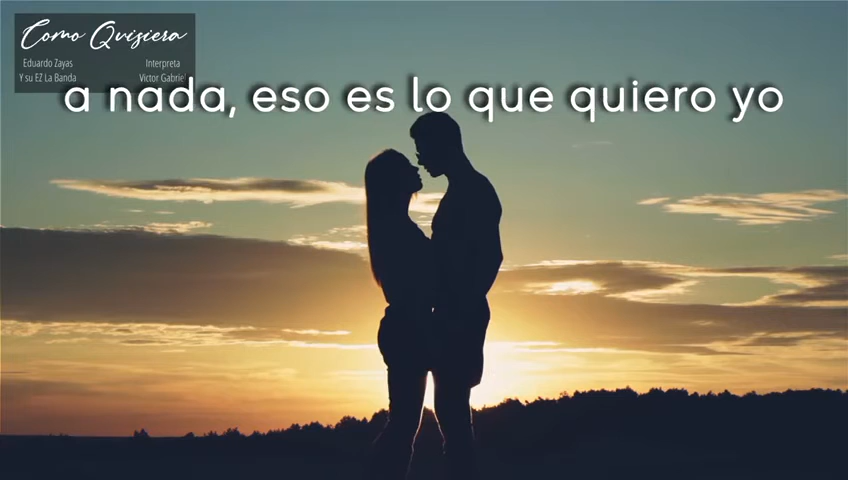 Como Quisiera
Eduardo Zayas
Y su EZ La Banda
Interpreta
Victor Gabriel
a nada, eso es lo que quiero yo